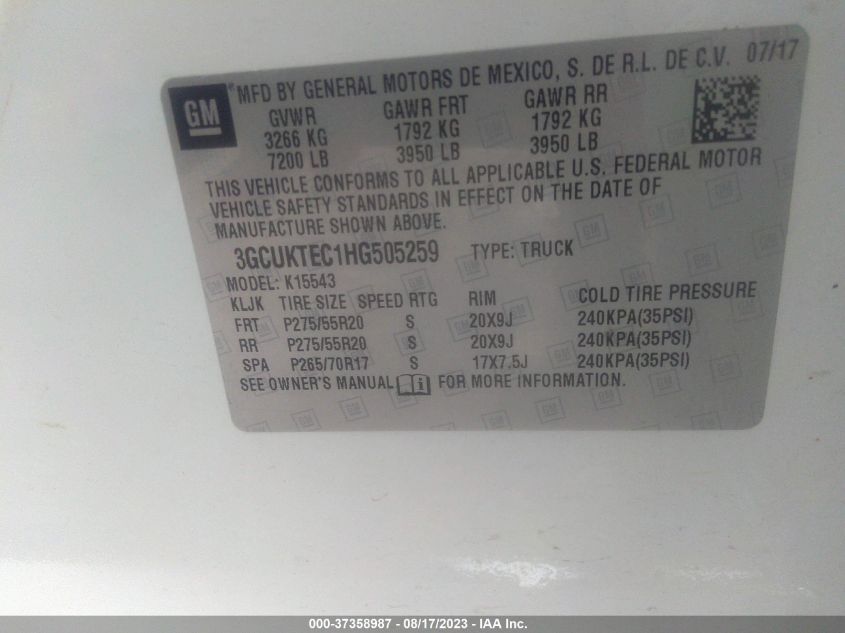 GM ® MFD BY GENERAL MOTORS DE MEXICO, S. DE R.L. DE C.V. 07/17
GVWR GAWR FRT GAWR RR
3266 KG 1792 KG 1792 KG
7200 LB 3950 LB 3950 LB
THIS VEHICLE CONFORMS TO ALL APPLICABLE U.S. FEDERAL MOTOR
VEHICLE SAFETY STANDARDS IN EFFECT ON THE DATE OF
MANUFACTURE SHOWN ABOVE.
3GCUKTEC1HG505259 TYPE: TRUCK
MODEL: K15543
KLJK TIRE SIZE SPEED RTG RIM COLD TIRE PRESSURE
FRT P275/55R20 S 20X9J 240KPA(35PSI)
RR P275/55R20 S 20X9J 240KPA(35PSI)
SPA P265/70R17 S 17X7.5J 240KPA(35PSI)
SEE OWNER'S MANUAL i FOR MORE INFORMATION.
000-37358987 - 08/17/2023 - IAA Inc.